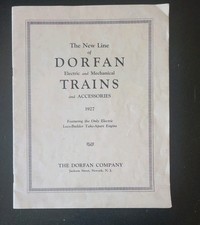 The New Line
of
DORFAN
Electric and Mechanical
TRAINS
and ACCESSORIES
1927
Featuring the Only Electric
Loco-Builder Take-Apart Engine
THE DORFAN COMPANY
Newark, N. J.